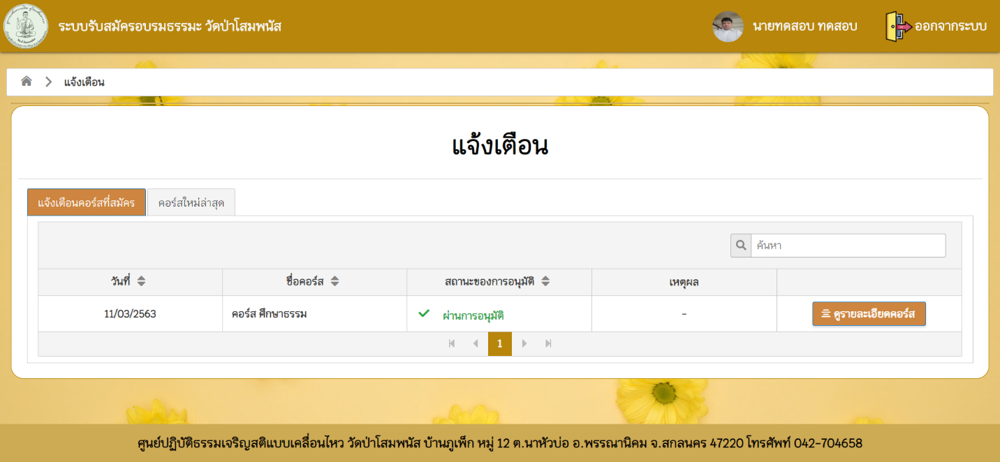 ระบบรับสมัครอบรมธรรมะ วัดป่าโสมพนัส
นายทดสอบ ทดสอบ
ออกจากระบบ
แจ้งเตือน
แจ้งเตือน
แจ้งเตือนคอร์สที่สมัคร
คอร์สใหม่ล่าสุด
ค้นหา
วันที่ ชื่อคอร์ส สถานะของการอนุมัติ เหตุผล
11/03/2563 คอร์ส ศึกษาธรรม ผ่านการอนุมัติ - ดูรายละเอียดคอร์ส
1
ศูนย์ปฏิบัติธรรมเจริญสติแบบเคลื่อนไหว วัดป่าโสมพนัส บ้านภูเพ็ก หมู่ 12 ต.นาหัวบ่อ อ.พรรณานิคม จ.สกลนคร 47220 โทรศัพท์ 042-704658